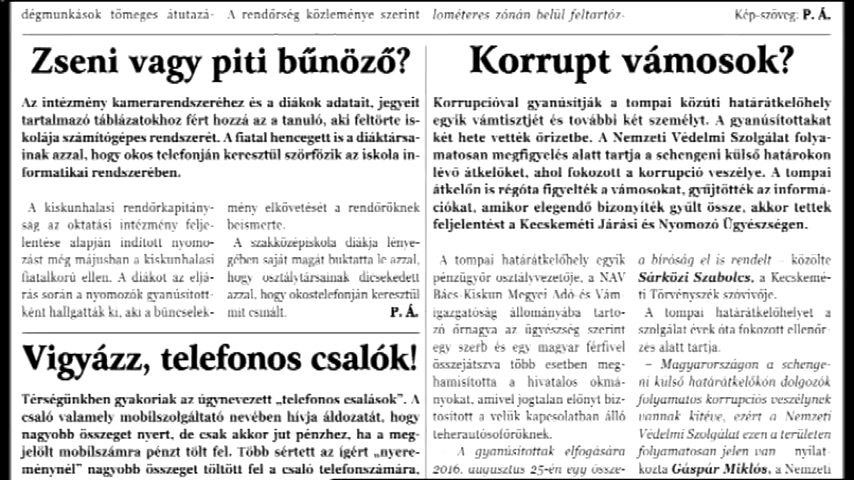 dégmunkások tömeges átutazá-
A rendőrség közleménye szerint
lométeres zónán belül feltartóz-
Kép-szöveg: P. Á.
Zseni vagy piti bűnöző?
Az intézmény kamerarendszeréhez és a diákok adatait, jegyeit
tartalmazó táblázatokhoz fért hozzá az a tanuló, aki feltörte is-
kolája számítógépes rendszerét. A fiatal hencegett is a diáktársa-
inak azzal, hogy okos telefonján keresztül szörfözik az iskola in-
formatikai rendszerében.
A kiskunhalasi rendőrkapitány-
ság az oktatási intézmény felje-
lentése alapján indított nyomo-
zást még májusban a kiskunhalasi
fiatalkorú ellen. A diákot az eljá-
rás során a nyomozók gyanúsított-
ként hallgatták ki, aki a bűncselek-
mény elkövetését a rendőröknek
beismerte.
A szakközépiskola diákja lénye-
gében saját magát buktatta le azzal,
hogy osztálytársainak dicsekedett
azzal, hogy okostelefonján keresztül
mit csinált.
P. Á.
Vigyázz, telefonos csalók!
Térségünkben gyakoriak az úgynevezett „telefonos csalások”. A
csaló valamely mobilszolgáltató nevében hívja áldozatát, hogy
nagyobb összeget nyert, de csak akkor jut pénzhez, ha a meg-
jelölt mobilszámra pénzt tölt fel. Több sértett az ígért „nyere-
ménynél” nagyobb összeget töltött fel a csaló telefonszámára,
Korrupt vámosok?
Korrupcióval gyanúsítják a tompai közúti határátkelőhely
egyik vámtisztjét és további két személyt. A gyanúsítottakat
két hete vették őrizetbe. A Nemzeti Védelmi Szolgálat folya-
matosan megfigyelés alatt tartja a schengeni külső határokon
lévő átkelőket, ahol fokozott a korrupció veszélye. A tompai
átkelőn is régóta figyelték a vámosokat, gyűjtötték az informá-
ciókat, amikor elegendő bizonyíték gyűlt össze, akkor tettek
feljelentést a Kecskeméti Járási és Nyomozó Ügyészségen.
A tompai határátkelőhely egyik
pénzügyőr osztályvezetője, a NAV
Bács-Kiskun Megyei Adó-és Vám-
igazgatóság állományába tarto-
zó őrnagya az ügyészség szerint
egy szerb és egy magyar férfivel
összejátszva több esetben meg-
hamisította a hivatalos okmá-
nyokat, amivel jogtalan előnyt biz-
tosított a velük kapcsolatban álló
teherautósofőröknek.
A gyanúsítottak elfogására
2016. augusztus 25-én egy össze-
a bíróság el is rendelt – közölte
Sárközi Szabolcs, a Kecskemé-
ti Törvényszék szóvivője.
A tompai határátkelőhelyet a
szolgálat évek óta fokozott ellenőr-
zés alatt tartja.
– Magyarországon a schenge-
ni külső határátkelőkön dolgozók
folyamatos korrupciós veszélynek
vannak kitéve, ezért a Nemzeti
Védelmi Szolgálat ezen a területen
folyamatosan jelen van – nyilat-
kozta Gáspár Miklós, a Nemzeti